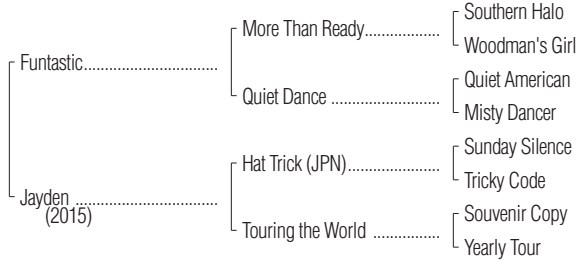 Southern Halo
More Than Ready..................
Woodman's Girl
Funtastic................................
Quiet American
Quiet Dance ..........................
Misty Dancer
Sunday Silence
Hat Trick (JPN)......................
Tricky Code
Jayden ..................................
(2015)
Souvenir Copy
Touring the World ................
Yearly Tour